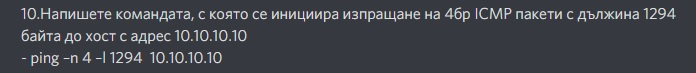 10.Напишете командата, с която се инициира изпращане на 4бр ICMP пакети с дължина 1294
байта до хост с адрес 10.10.10.10
- ping –n 4 –l 1294  10.10.10.10